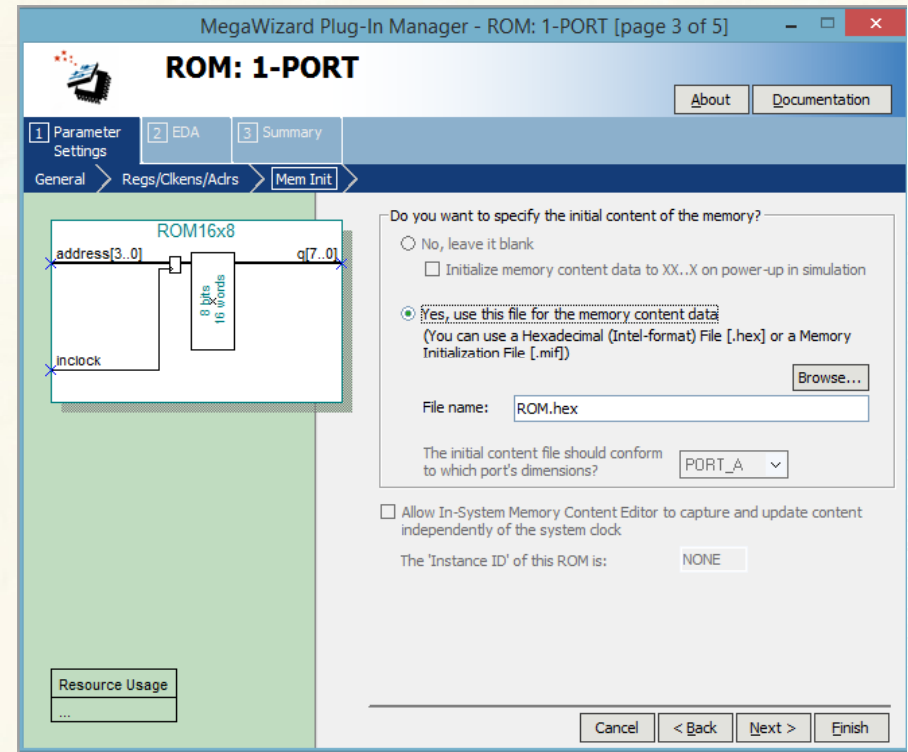 MegaWizard Plug-In Manager - ROM: 1-PORT [page 3 of 5]
ROM: 1-PORT
About
Documentation
1 Parameter Settings
2 EDA
3 Summary
General
Regs/Clkens/Aclrs
Mem Init
ROM16x8
address[3..0]
q[7..0]
8 bits
16 words
inclock
Resource Usage
...
Do you want to specify the initial content of the memory?
No, leave it blank
Initialize memory content data to XX..X on power-up in simulation
Yes, use this file for the memory content data
(You can use a Hexadecimal (Intel-format) File [.hex] or a Memory
Initialization File [.mif])
Browse...
File name:
ROM.hex
The initial content file should conform
to which port's dimensions?
PORT_A
Allow In-System Memory Content Editor to capture and update content
independently of the system clock
The 'Instance ID' of this ROM is:
NONE
Cancel
< Back
Next >
Finish